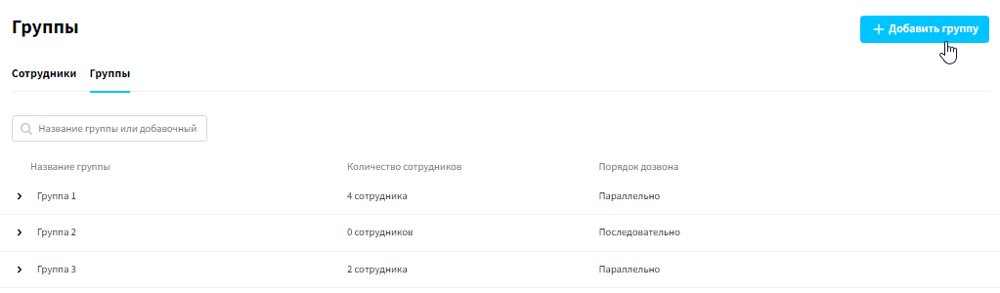 Группы
Добавить группу
Сотрудники Группы
Название группы или добавочный
Название группы Количество сотрудников Порядок дозвона
Группа 1 4 сотрудника Параллельно
Группа 2 0 сотрудников Последовательно
Группа 3 2 сотрудника Параллельно